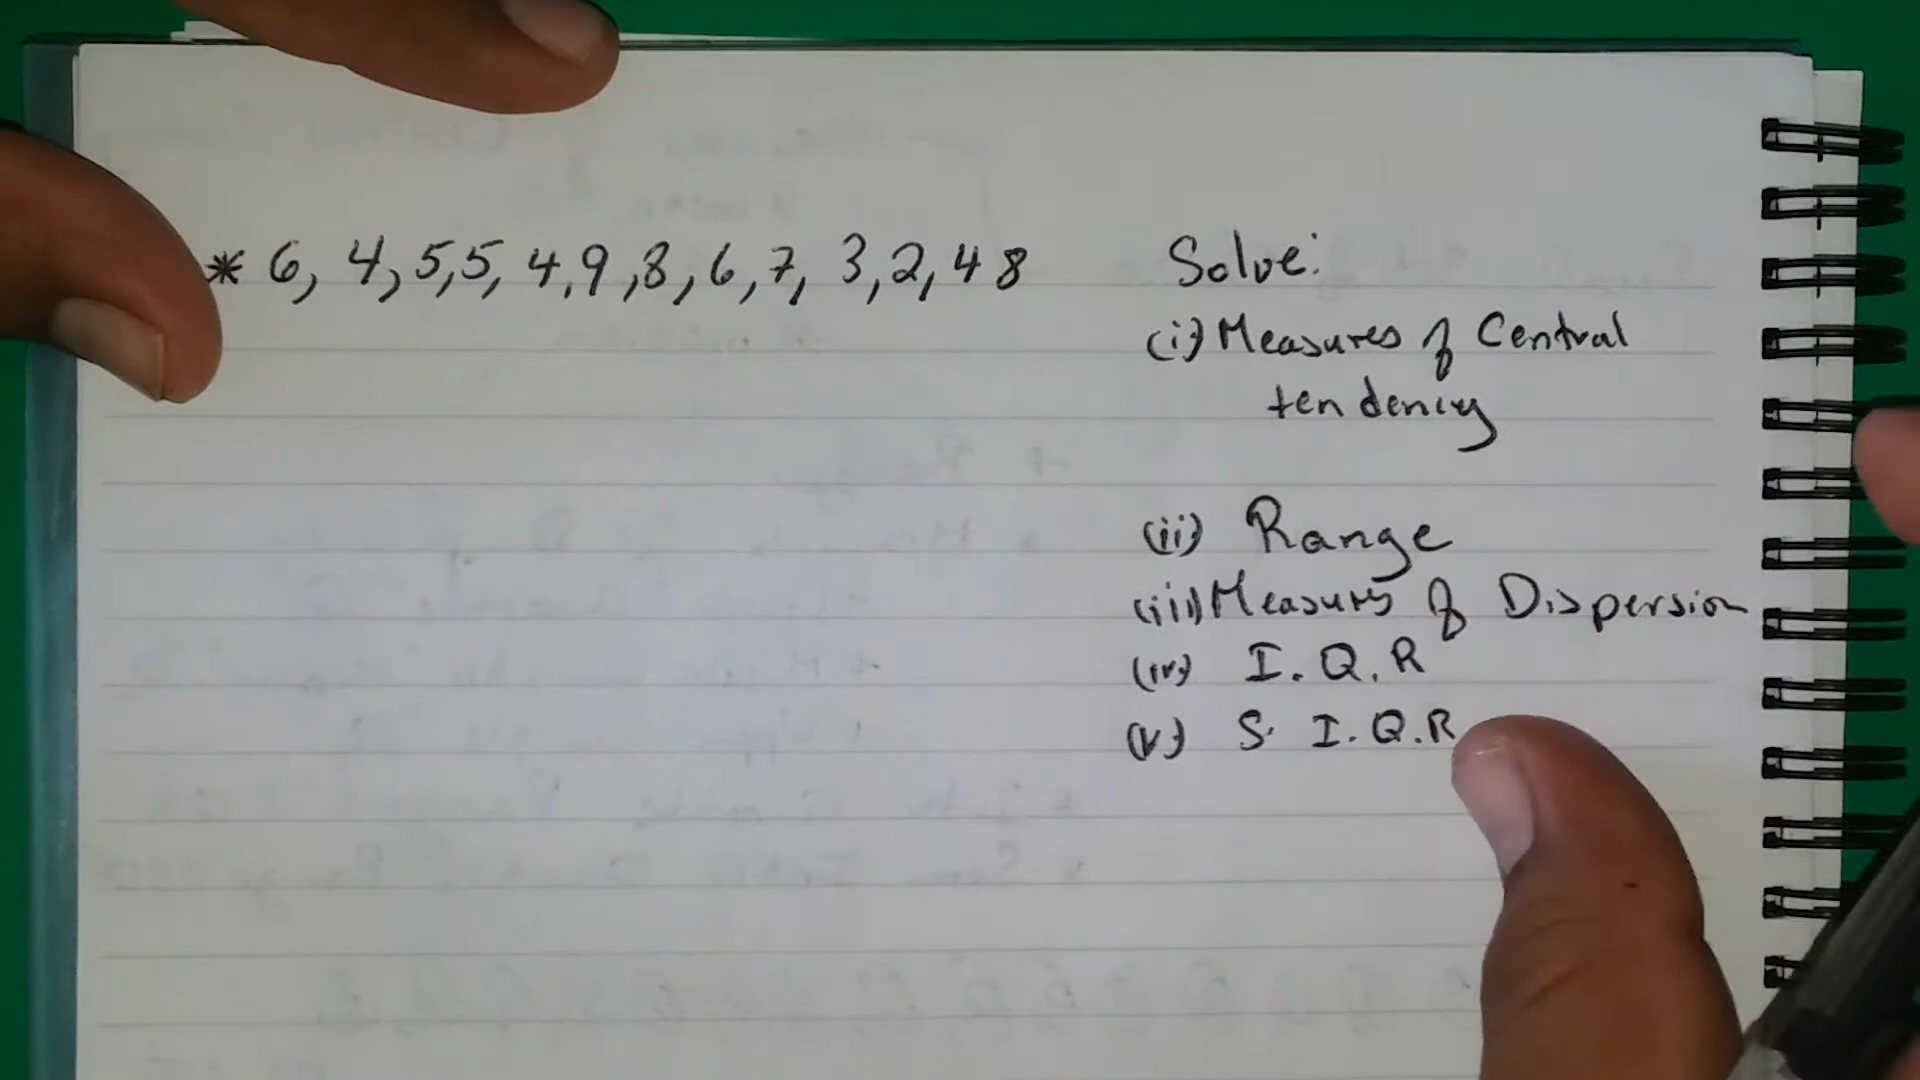 * 6, 4, 5, 5, 4, 9, 8, 6, 7, 3, 2, 4 8
Solve:
(i) Measures of Central
tendency
(ii) Range
(iii) Measures of Dispersion
(iv) I.Q.R
(v) S. I.Q.R